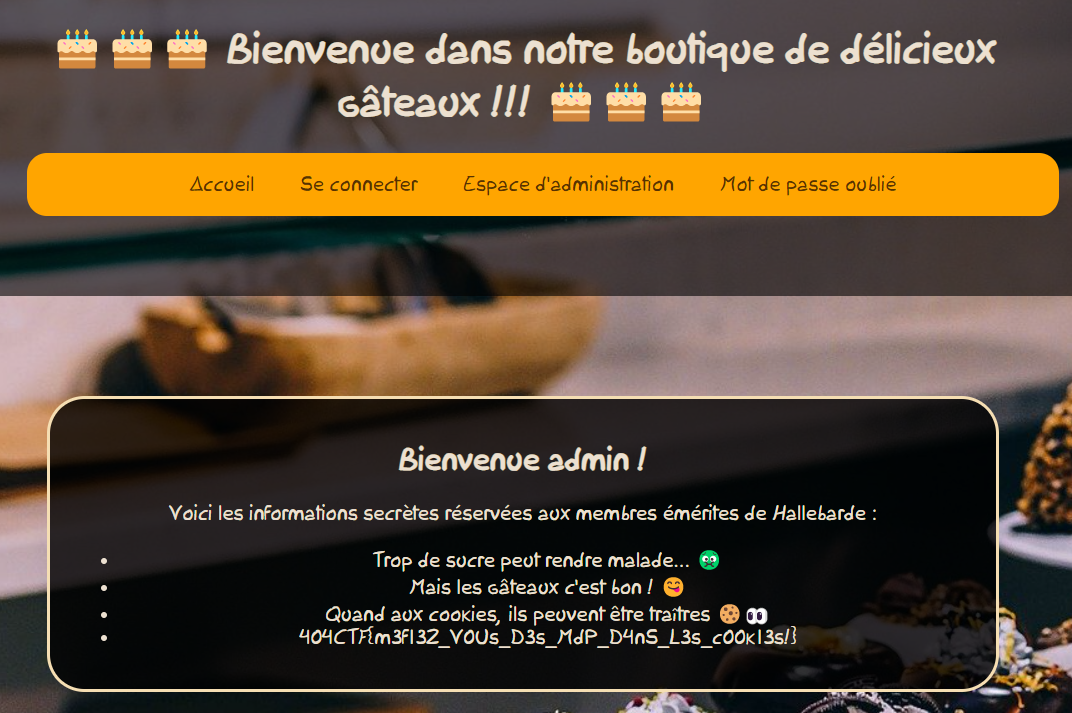 🎂 🎂 🎂 Bienvenue dans notre boutique de délicieux
gâteaux !!! 🎂 🎂 🎂
Accueil Se connecter Espace d'administration Mot de passe oublié
Bienvenue admin !
Voici les informations secrètes réservées aux membres émérites de Hallebarde :
• Trop de sucre peut rendre malade... 🤢
• Mais les gâteaux c'est bon ! 😋
• Quand aux cookies, ils peuvent être traîtres 🍪 👀
• 404CTF{m3f13Z_V0Us_D3s_MdP_D4nS_L3s_c00k13s!}